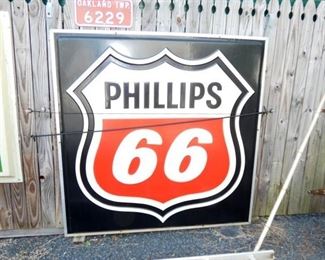 OAKLAND TWP.
6229
PHILLIPS
66